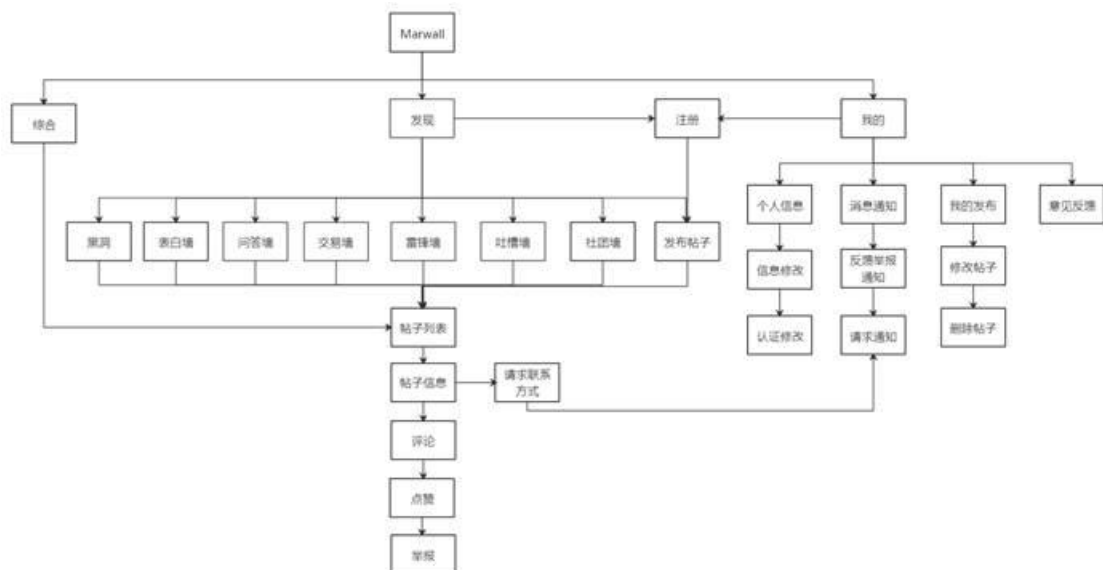 Marwall
综合
发现
注册
我的
个人信息
消息通知
我的发布
意见反馈
黑洞
表白墙
问答墙
交易墙
雷锋墙
吐槽墙
社团墙
发布帖子
信息修改
反馈举报
通知
修改帖子
帖子列表
认证修改
请求通知
删除帖子
帖子信息
请求联系
方式
评论
点赞
举报